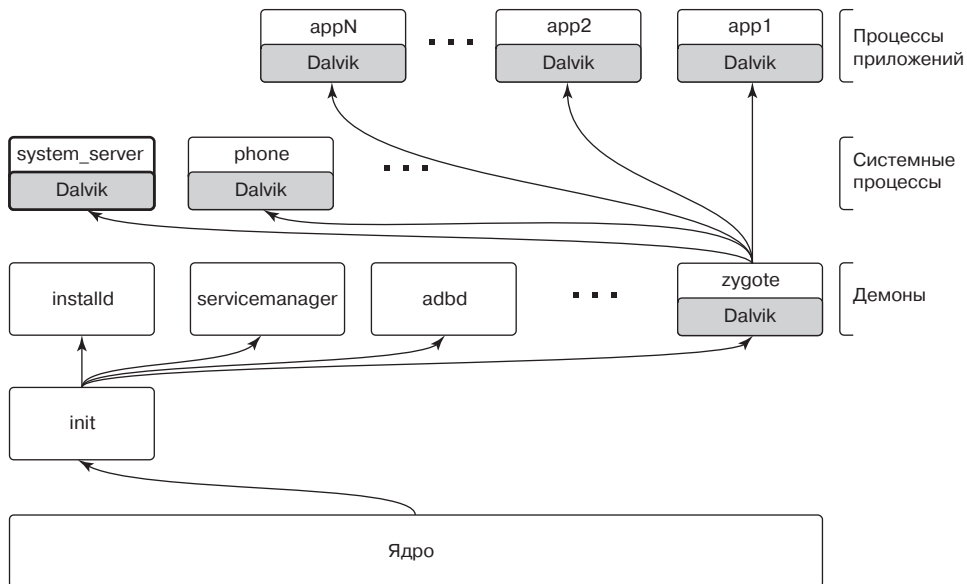 appN
app2
app1
Dalvik
Dalvik
Dalvik
Процессы
приложений
system_server
phone
Dalvik
Dalvik
Системные
процессы
installd
servicemanager
adbd
zygote
Dalvik
Демоны
init
Ядро